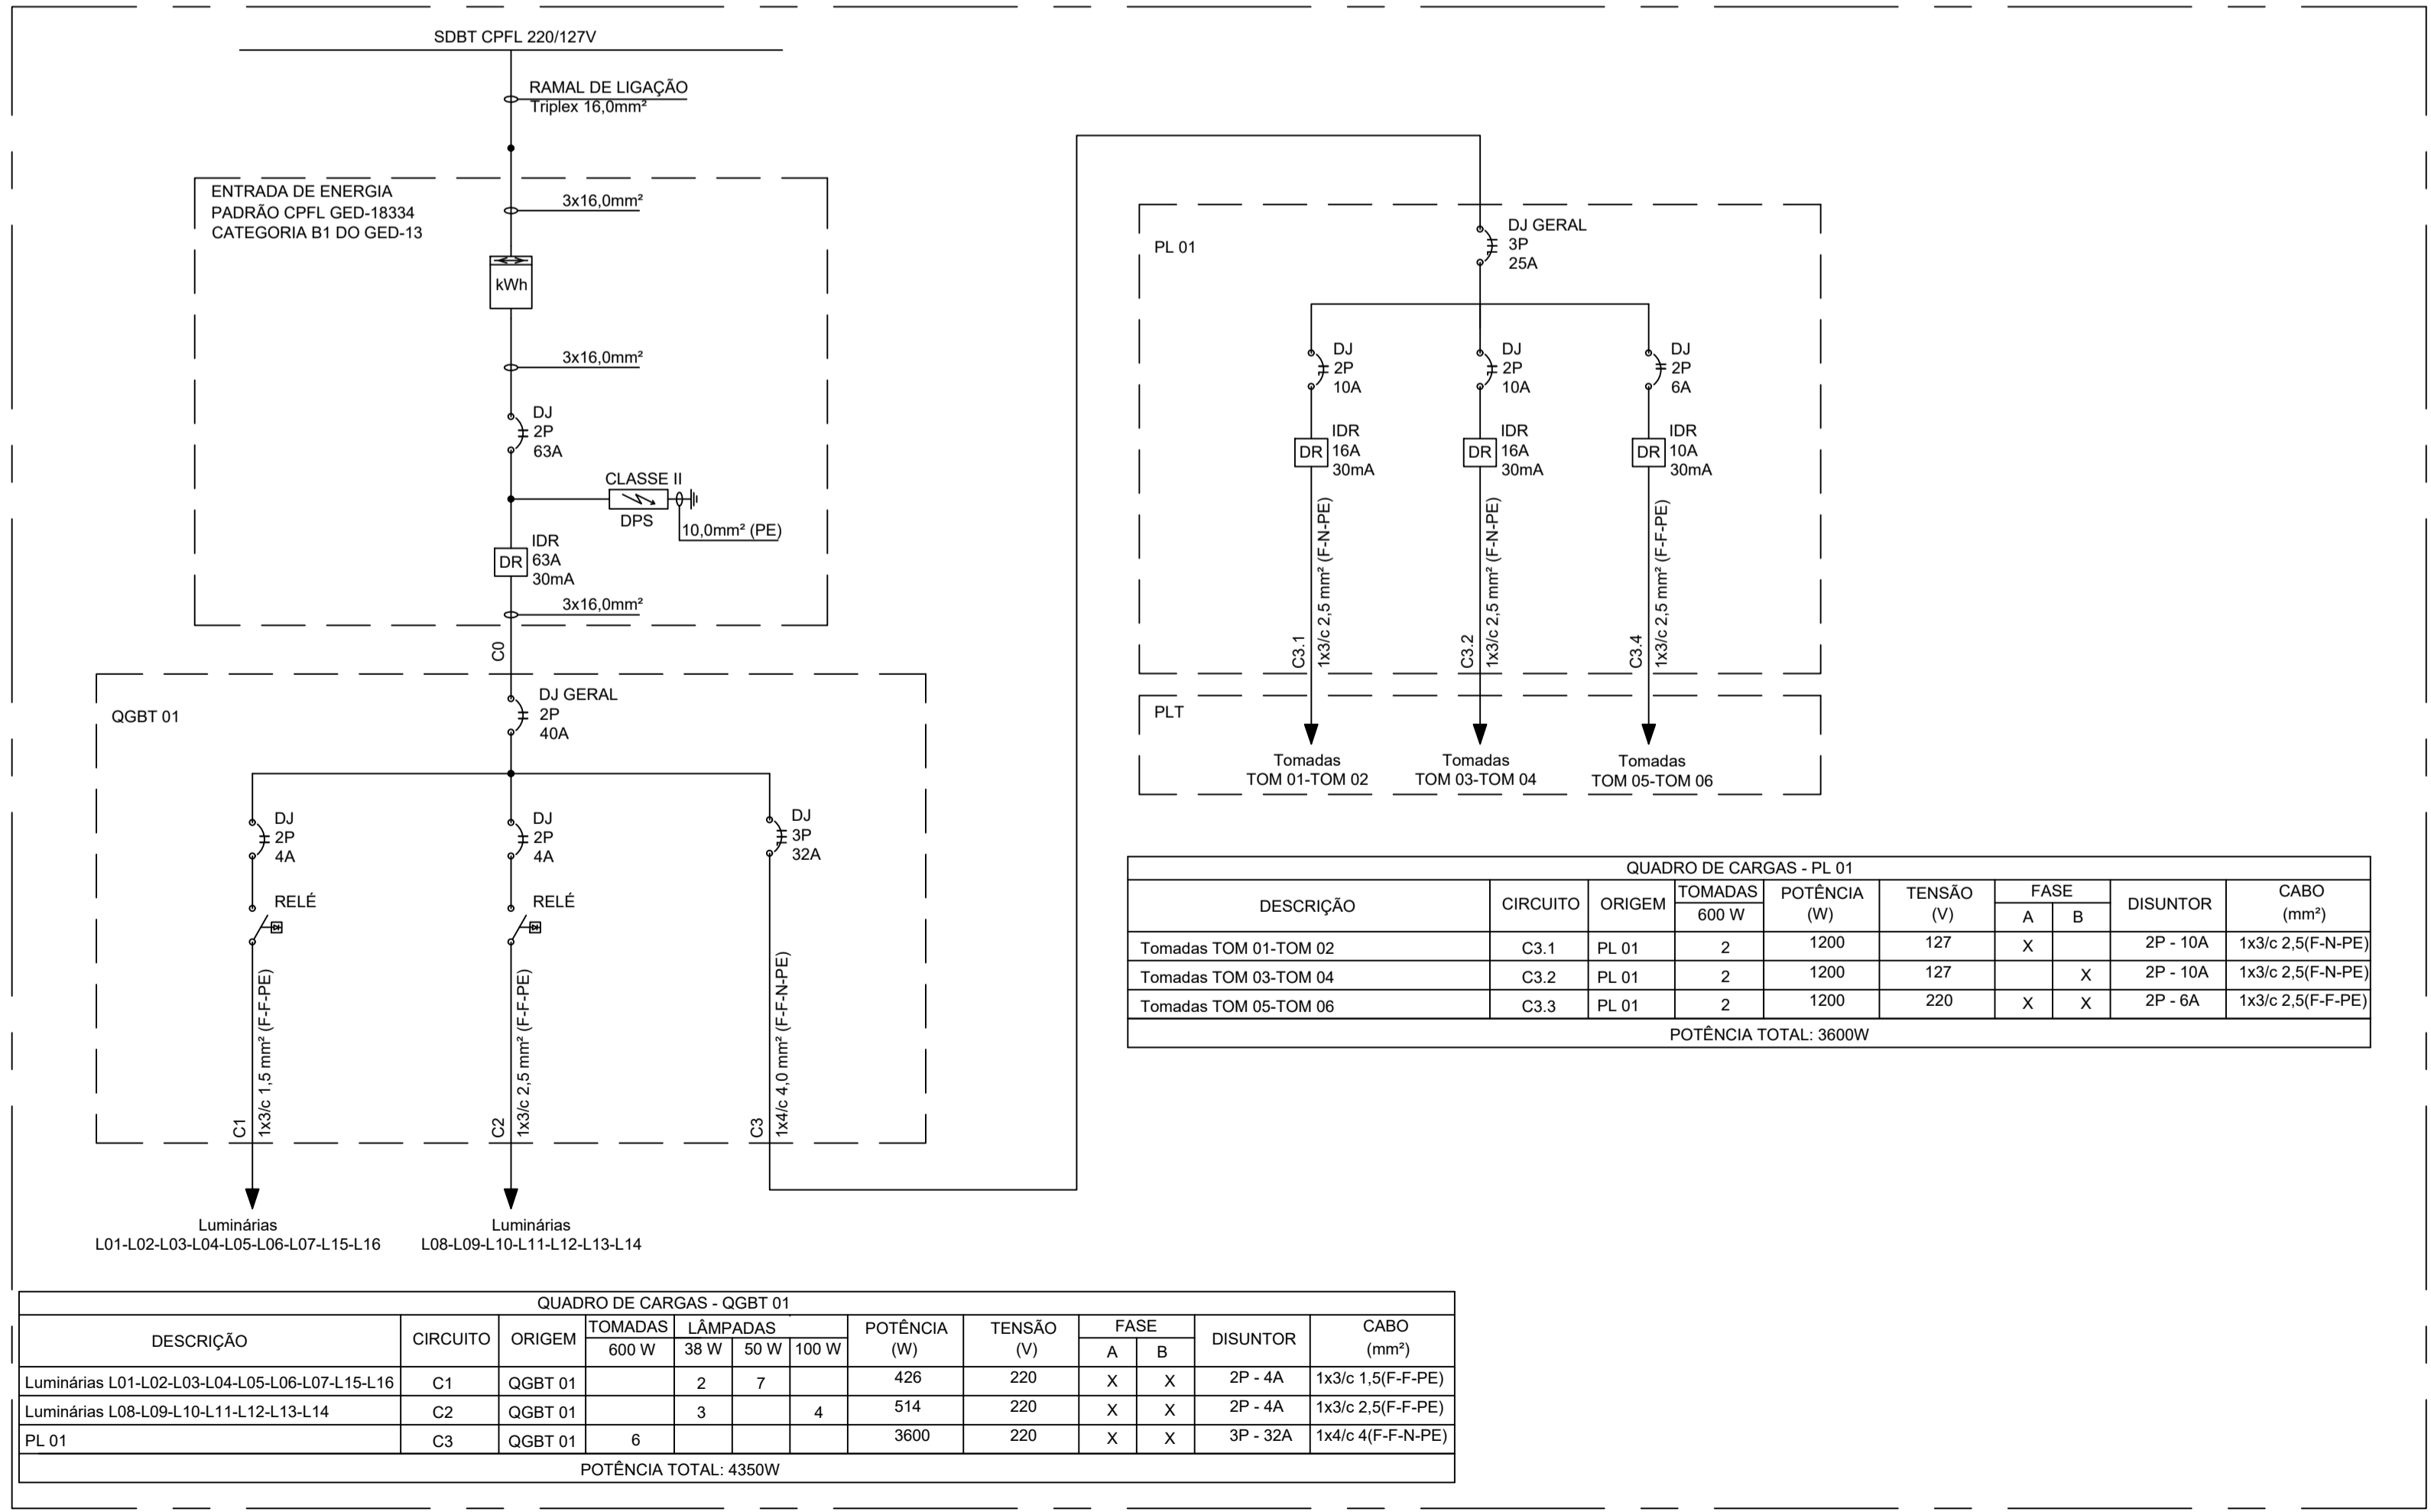 SDBT CPFL 220/127V
RAMAL DE LIGAÇÃO
Triplex 16,0mm²
ENTRADA DE ENERGIA
PADRÃO CPFL GED-18334
CATEGORIA B1 DO GED-13
3x16,0mm²
kWh
3x16,0mm²
DJ
2P
63A
CLASSE II
DPS
10,0mm² (PE)
IDR
DR
63A
30mA
3x16,0mm²
C0
QGBT 01
DJ GERAL
2P
40A
DJ
2P
4A
RELÉ
C1
1x3/c 1,5 mm² (F-F-PE)
Luminárias
L01-L02-L03-L04-L05-L06-L07-L15-L16
DJ
2P
4A
RELÉ
C2
1x3/c 2,5 mm² (F-F-PE)
Luminárias
L08-L09-L10-L11-L12-L13-L14
DJ
3P
32A
C3
1x4/c 4,0 mm² (F-F-N-PE)
PL 01
DJ GERAL
3P
25A
DJ
2P
10A
IDR
DR
16A
30mA
C3.1
1x3/c 2,5 mm² (F-N-PE)
DJ
2P
10A
IDR
DR
16A
30mA
C3.2
1x3/c 2,5 mm² (F-N-PE)
DJ
2P
6A
IDR
DR
10A
30mA
C3.4
1x3/c 2,5 mm² (F-F-PE)
PLT
Tomadas
TOM 01-TOM 02
Tomadas
TOM 03-TOM 04
Tomadas
TOM 05-TOM 06
QUADRO DE CARGAS - PL 01
DESCRIÇÃO CIRCUITO ORIGEM TOMADAS 600 W POTÊNCIA (W) TENSÃO (V) FASE A B DISUNTOR CABO (mm²)
Tomadas TOM 01-TOM 02 C3.1 PL 01 2 1200 127 X 2P - 10A 1x3/c 2,5(F-N-PE)
Tomadas TOM 03-TOM 04 C3.2 PL 01 2 1200 127 X 2P - 10A 1x3/c 2,5(F-N-PE)
Tomadas TOM 05-TOM 06 C3.3 PL 01 2 1200 220 X X 2P - 6A 1x3/c 2,5(F-F-PE)
POTÊNCIA TOTAL: 3600W
QUADRO DE CARGAS - QGBT 01
DESCRIÇÃO CIRCUITO ORIGEM TOMADAS 600 W LÂMPADAS 38 W 50 W 100 W POTÊNCIA (W) TENSÃO (V) FASE A B DISUNTOR CABO (mm²)
Luminárias L01-L02-L03-L04-L05-L06-L07-L15-L16 C1 QGBT 01 2 7 426 220 X X 2P - 4A 1x3/c 1,5(F-F-PE)
Luminárias L08-L09-L10-L11-L12-L13-L14 C2 QGBT 01 3 4 514 220 X X 2P - 4A 1x3/c 2,5(F-F-PE)
PL 01 C3 QGBT 01 6 3600 220 X X 3P - 32A 1x4/c 4(F-F-N-PE)
POTÊNCIA TOTAL: 4350W